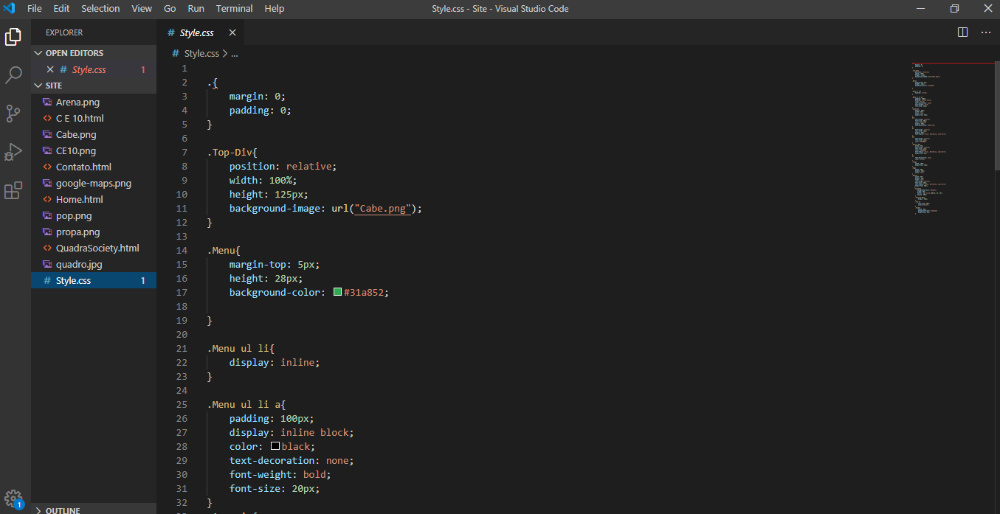 File Edit Selection View Go Run Terminal Help
Style.css - Site - Visual Studio Code
EXPLORER
OPEN EDITORS
# Style.css 1
SITE
Arena.png
C E 10.html
Cabe.png
CE10.png
Contato.html
google-maps.png
Home.html
pop.png
propa.png
QuadraSociety.html
quadro.jpg
# Style.css 1
OUTLINE
1
# Style.css
# Style.css > ...
1
2 .{
3 margin: 0;
4 padding: 0;
5 }
6
7 .Top-Div{
8 position: relative;
9 width: 100%;
10 height: 125px;
11 background-image: url("Cabe.png");
12 }
13
14 .Menu{
15 margin-top: 5px;
16 height: 28px;
17 background-color: #31a852;
18
19 }
20
21 .Menu ul li{
22 display: inline;
23 }
24
25 .Menu ul li a{
26 padding: 100px;
27 display: inline block;
28 color: black;
29 text-decoration: none;
30 font-weight: bold;
31 font-size: 20px;
32 }